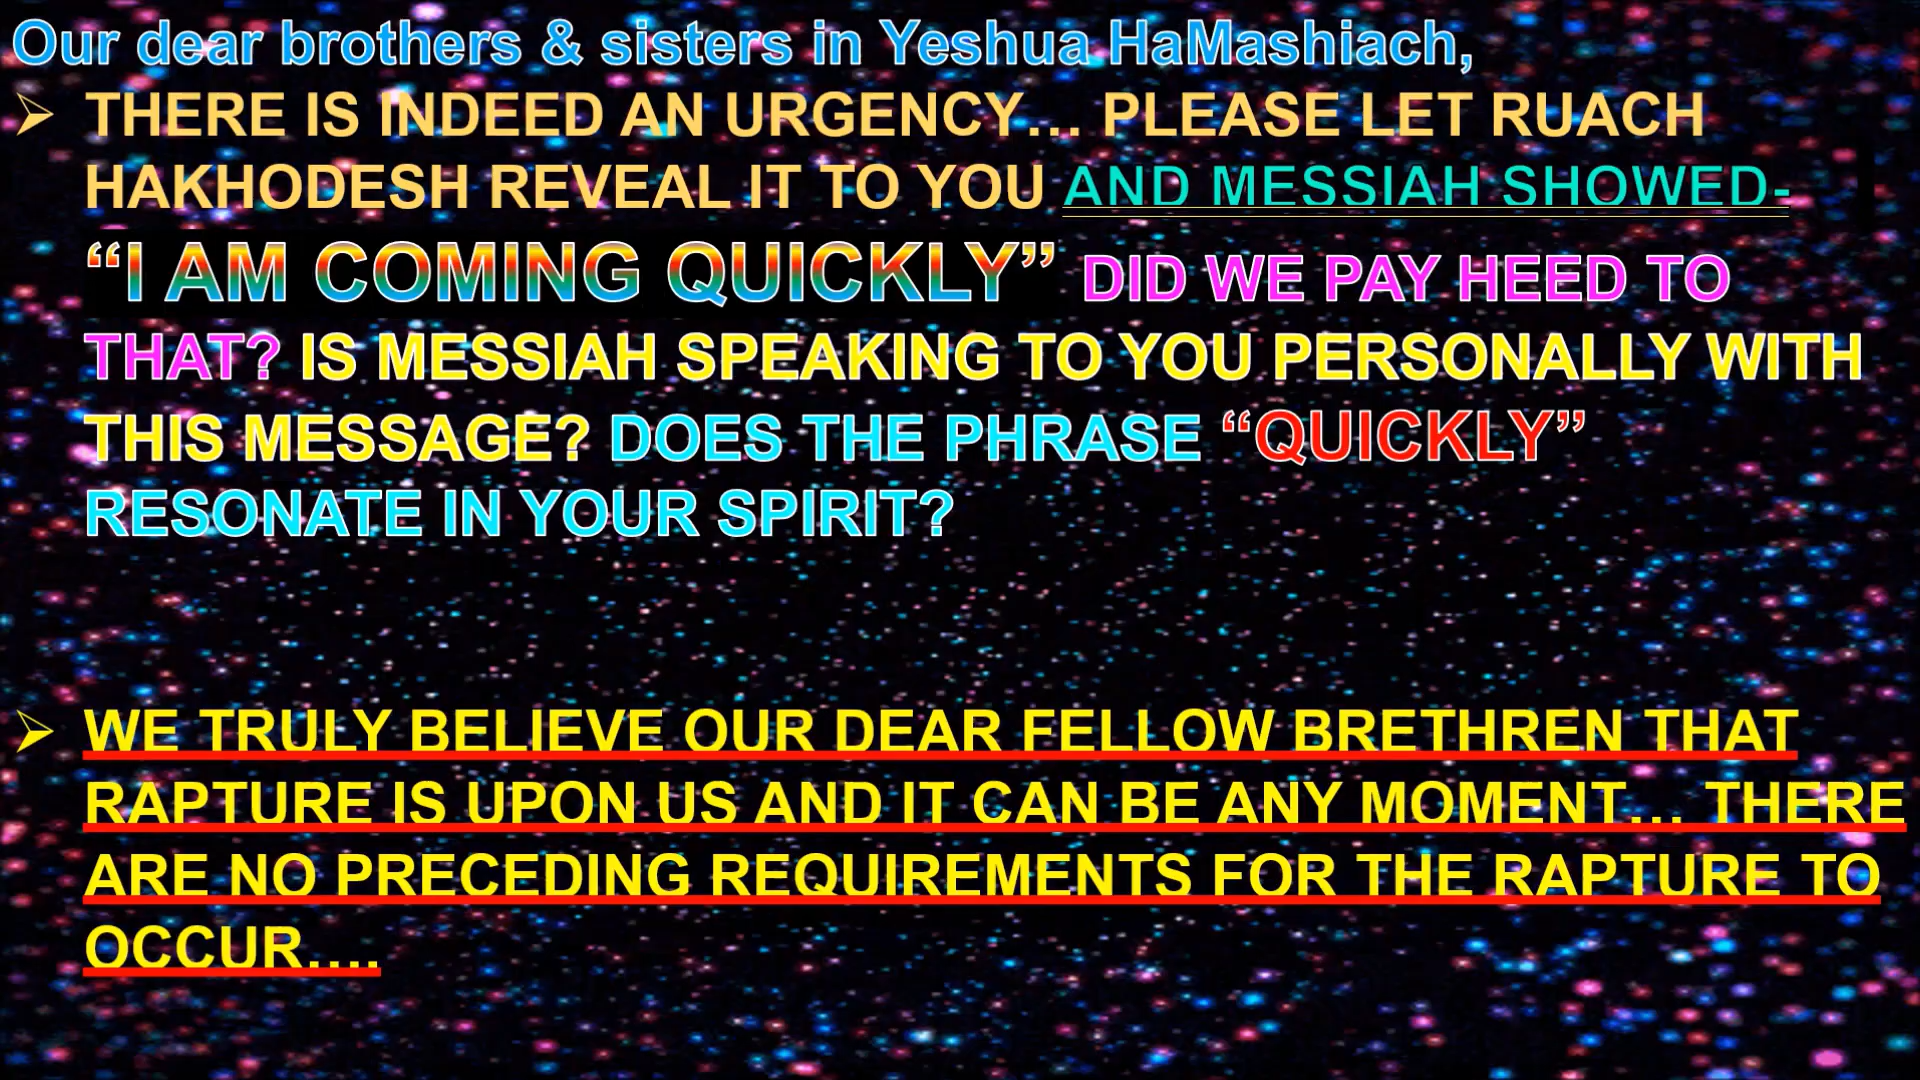 Our dear brothers & sisters in Yeshua HaMashiach,
➢ THERE IS INDEED AN URGENCY… PLEASE LET RUACH
HAKHODESH REVEAL IT TO YOU AND MESSIAH SHOWED-
“I AM COMING QUICKLY” DID WE PAY HEED TO
THAT? IS MESSIAH SPEAKING TO YOU PERSONALLY WITH
THIS MESSAGE? DOES THE PHRASE “QUICKLY”
RESONATE IN YOUR SPIRIT?
➢ WE TRULY BELIEVE OUR DEAR FELLOW BRETHREN THAT
RAPTURE IS UPON US AND IT CAN BE ANY MOMENT… THERE
ARE NO PRECEDING REQUIREMENTS FOR THE RAPTURE TO
OCCUR….